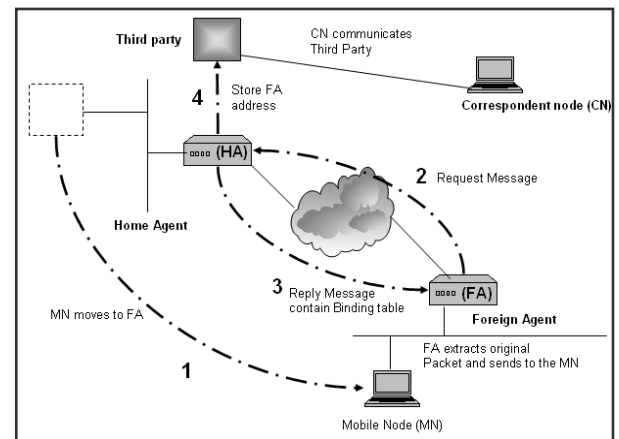 Third party
CN communicates
Third Party
4
Store FA
address
Correspondent node (CN)
(HA)
2 Request Message
Home Agent
3 Reply Message
contain Binding table
(FA)
Foreign Agent
MN moves to FA
FA extracts original
Packet and sends to the MN
1
Mobile Node (MN)